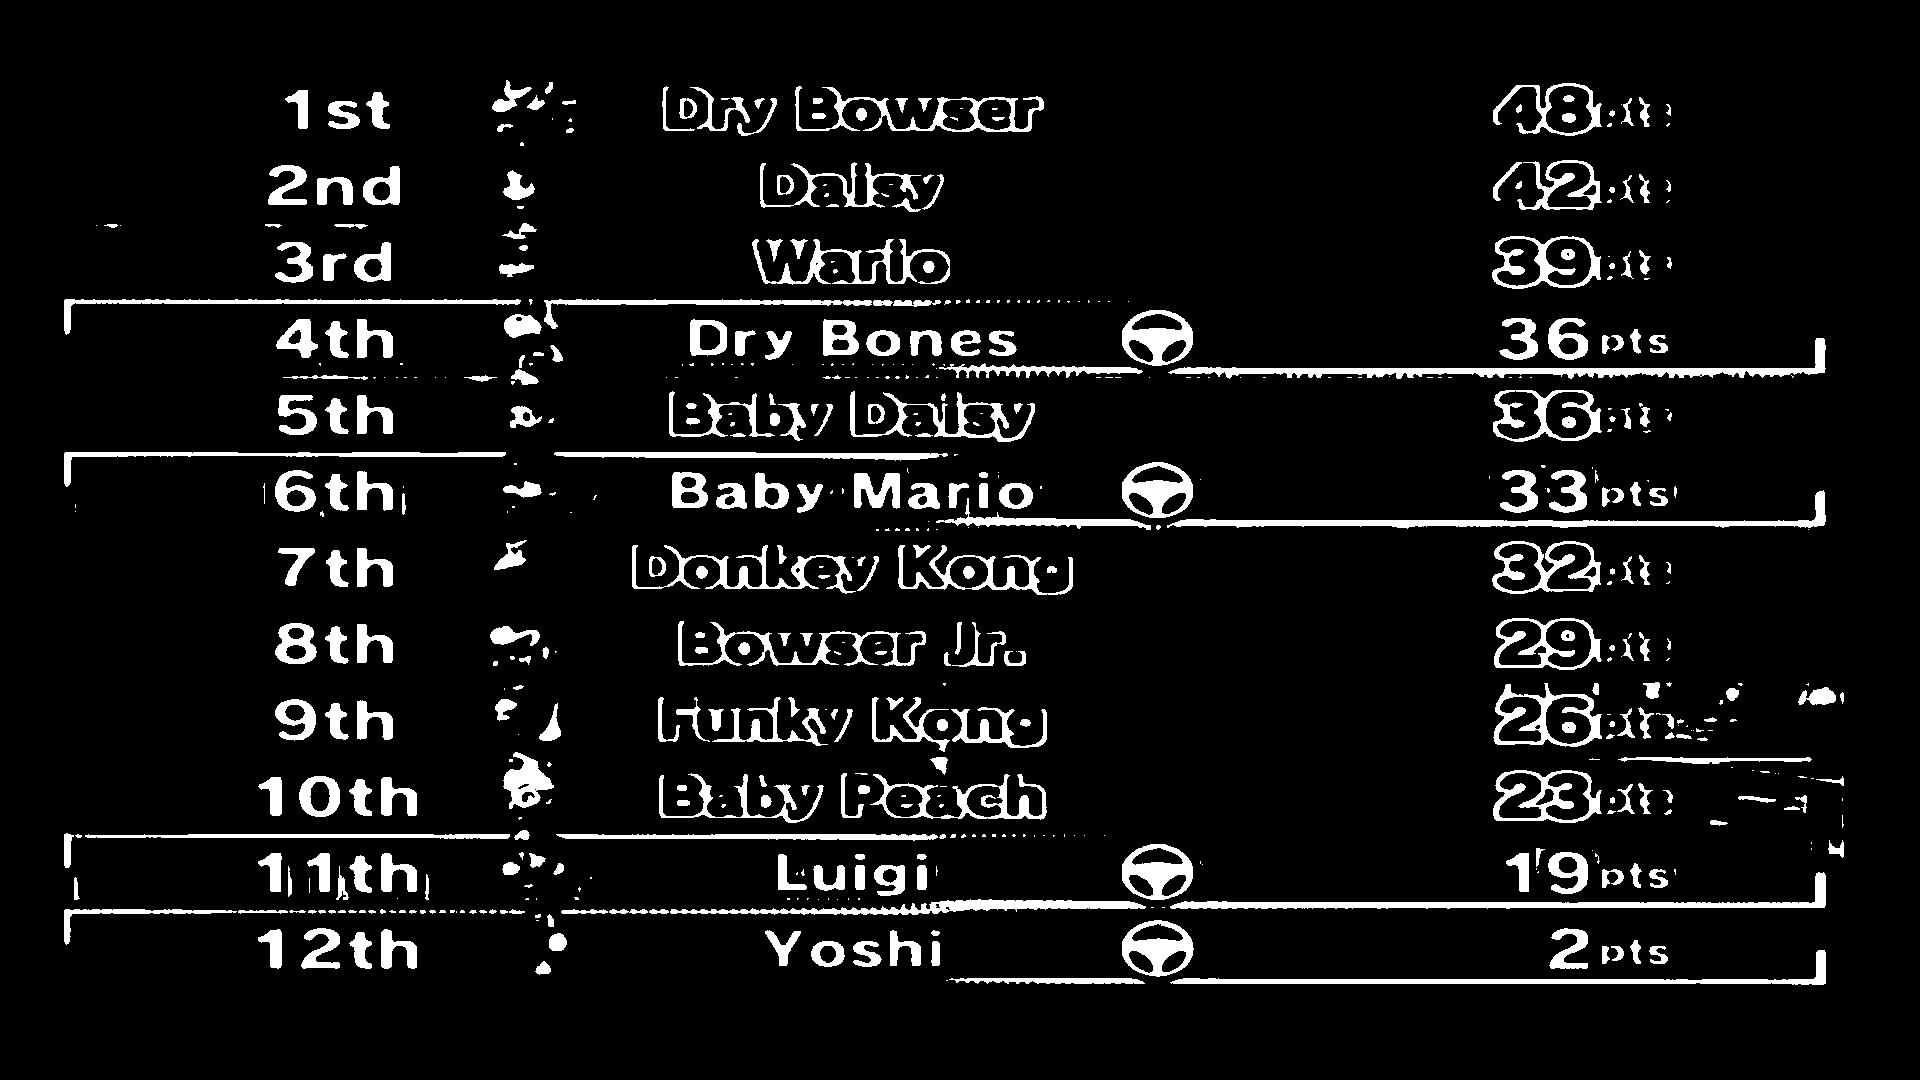 1st Dry Bowser 48pts
2nd Daisy 42pts
3rd Wario 39pts
4th Dry Bones 36pts
5th Baby Daisy 36pts
6th Baby Mario 33pts
7th Donkey Kong 32pts
8th Bowser Jr. 29pts
9th Funky Kong 26pts
10th Baby Peach 23pts
11th Luigi 19pts
12th Yoshi 2pts